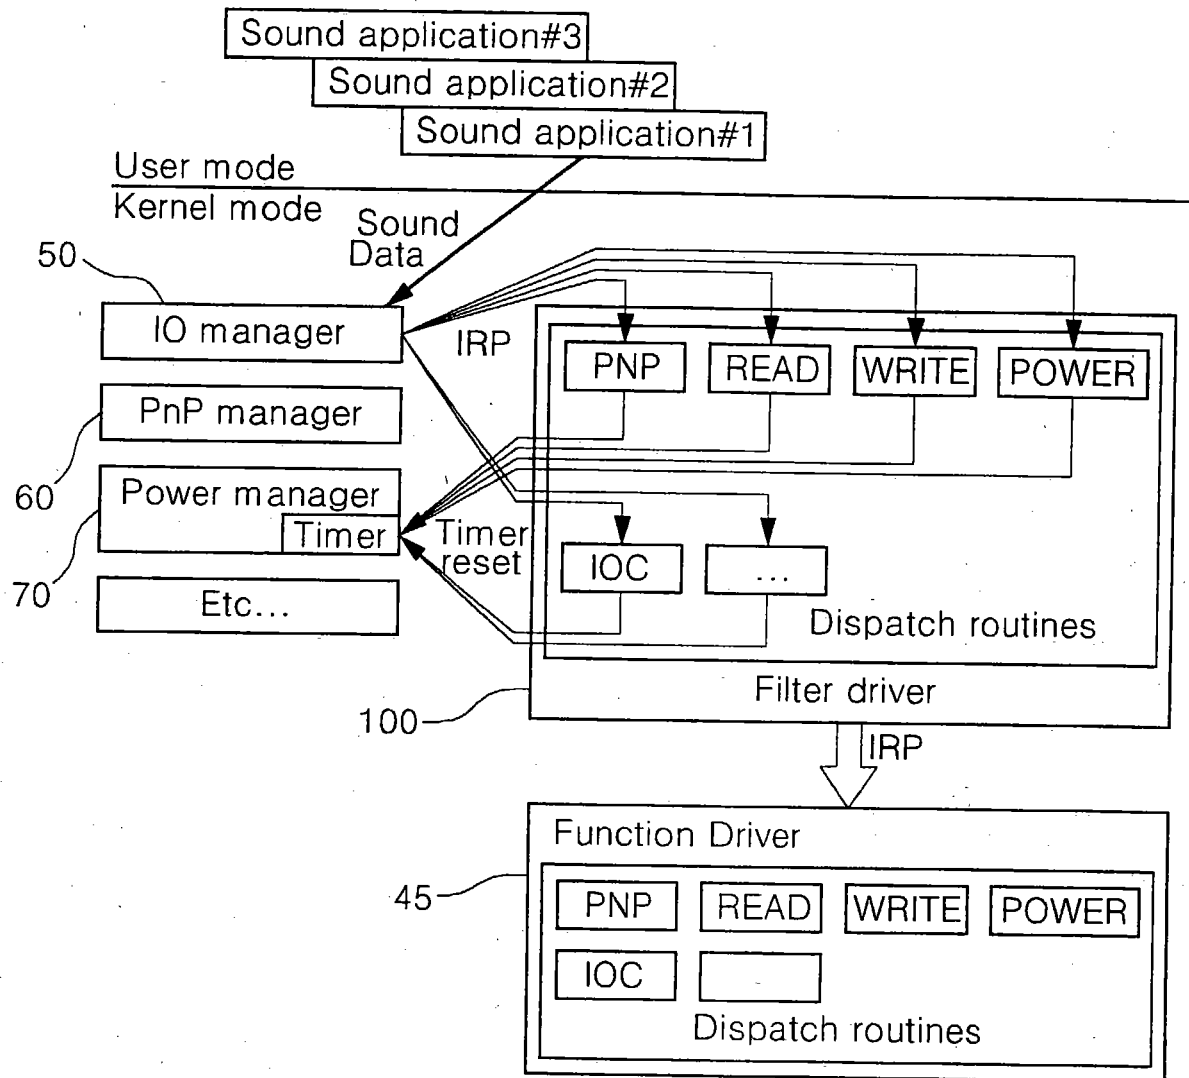 Sound application#3
Sound application#2
Sound application#1
User mode
Kernel mode
Sound
Data
50
IO manager
IRP
PNP
READ
WRITE
POWER
PnP manager
60
Power manager
Timer
Timer
reset
70
IOC
...
Etc...
Dispatch routines
Filter driver
100
IRP
Function Driver
45
PNP
READ
WRITE
POWER
IOC
Dispatch routines